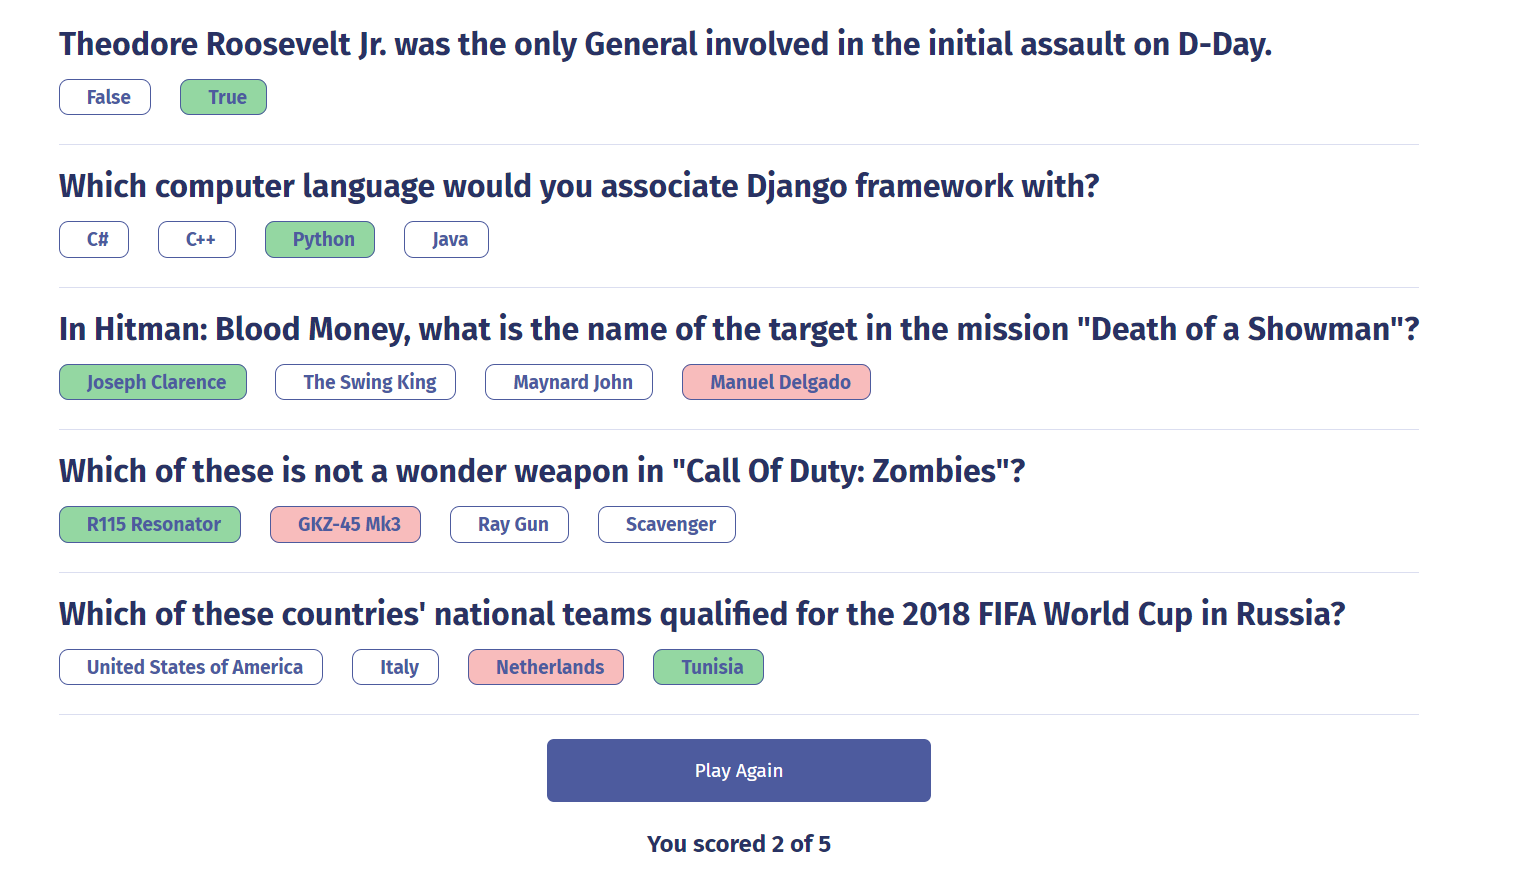 Theodore Roosevelt Jr. was the only General involved in the initial assault on D-Day.
False True
Which computer language would you associate Django framework with?
C# C++ Python Java
In Hitman: Blood Money, what is the name of the target in the mission "Death of a Showman"?
Joseph Clarence The Swing King Maynard John Manuel Delgado
Which of these is not a wonder weapon in "Call Of Duty: Zombies"?
R115 Resonator GKZ-45 Mk3 Ray Gun Scavenger
Which of these countries' national teams qualified for the 2018 FIFA World Cup in Russia?
United States of America Italy Netherlands Tunisia
Play Again
You scored 2 of 5